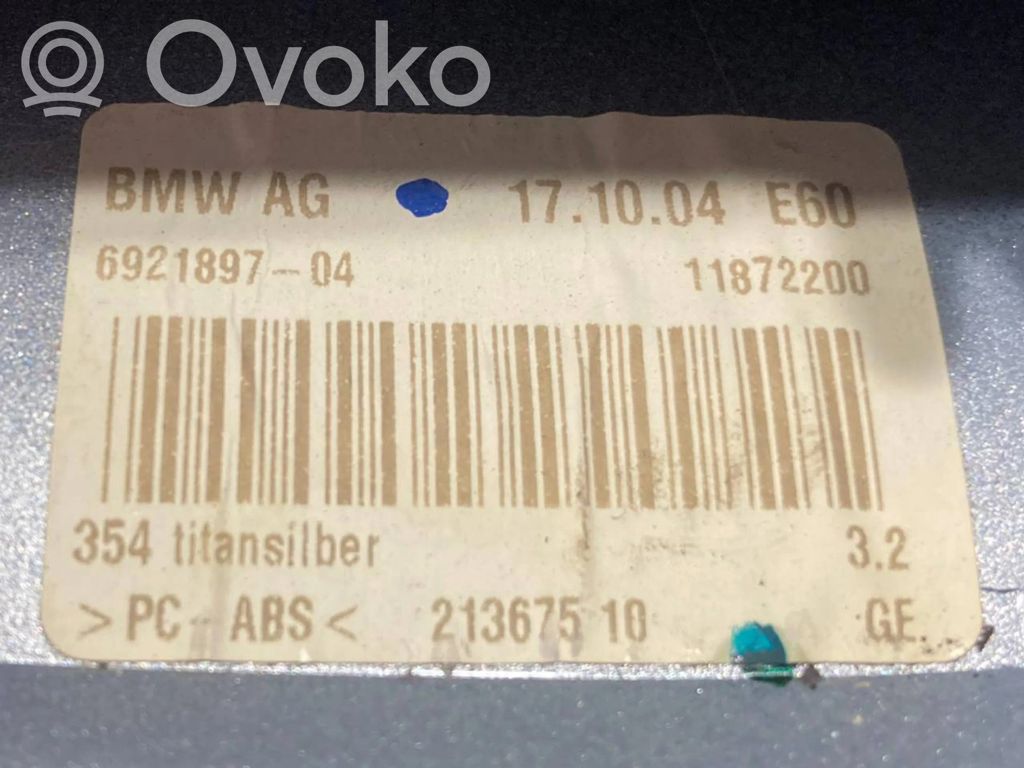 Ovoko
BMW AG 17.10.04 E60
6921897-04 11872200
354 titansilber 3.2
>PC-ABS< 213675 10 GE